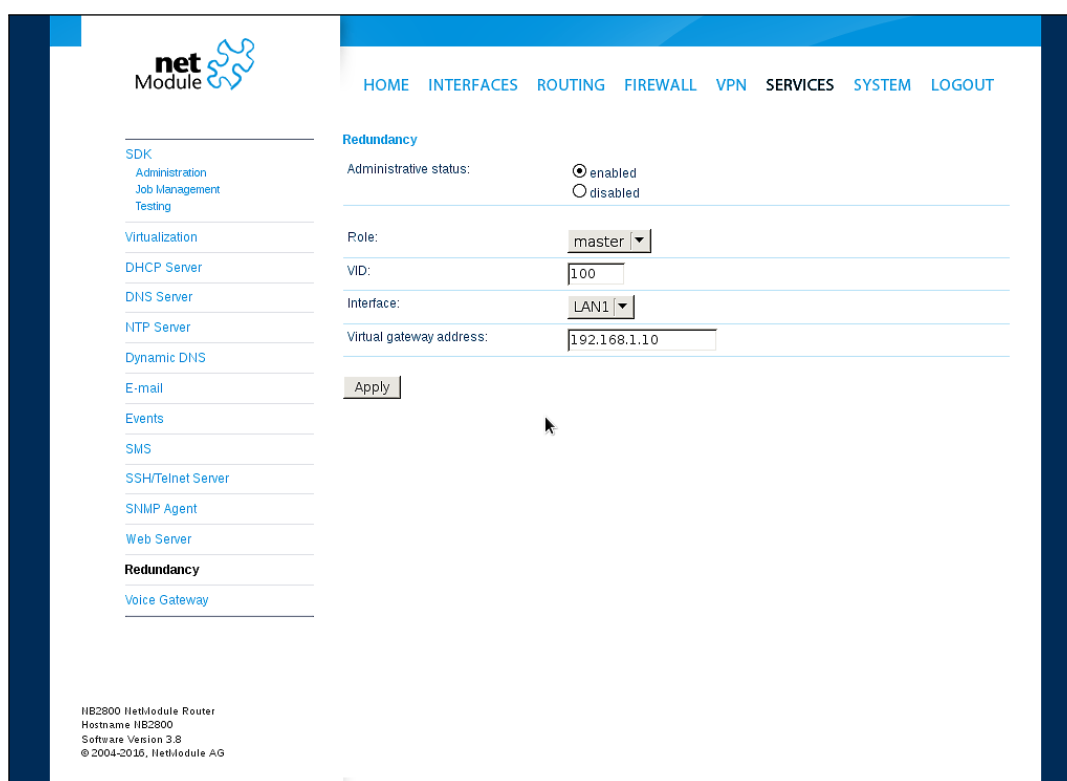 net
Module
HOME INTERFACES ROUTING FIREWALL VPN SERVICES SYSTEM LOGOUT
SDK
Administration
Job Management
Testing
Virtualization
DHCP Server
DNS Server
NTP Server
Dynamic DNS
E-mail
Events
SMS
SSH/Telnet Server
SNMP Agent
Web Server
Redundancy
Voice Gateway
Redundancy
Administrative status:
enabled
disabled
Role: master
VID: 100
Interface: LAN1
Virtual gateway address: 192.168.1.10
Apply
NB2800 NetModule Router
Hostname NB2800
Software Version 3.8
© 2004-2016, NetModule AG